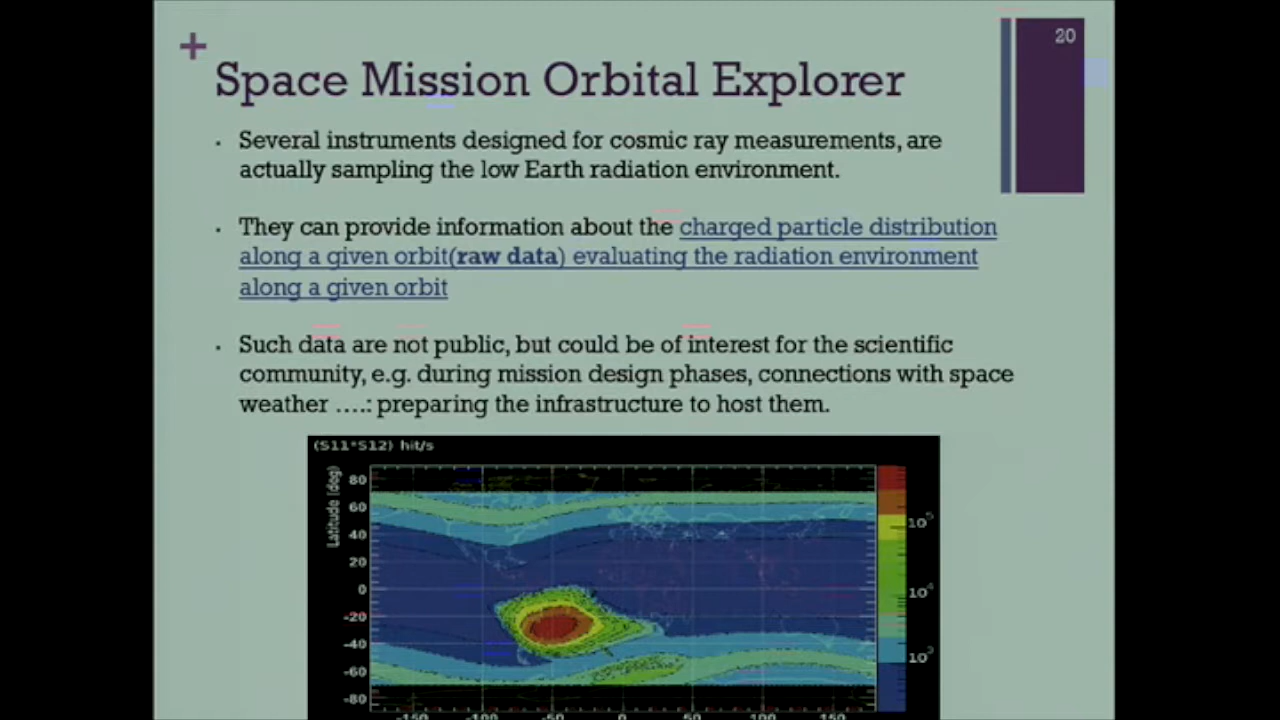 20
+
Space Mission Orbital Explorer
Several instruments designed for cosmic ray measurements, are
actually sampling the low Earth radiation environment.
They can provide information about the charged particle distribution
along a given orbit(raw data) evaluating the radiation environment
along a given orbit
Such data are not public, but could be of interest for the scientific
community, e.g. during mission design phases, connections with space
weather ….: preparing the infrastructure to host them.
(S11*S12) hit/s
Latitude (deg)
80
60
40
20
0
-20
-40
-60
-80
10⁵
10⁴
10³
-150 -100 -50 0 50 100 150